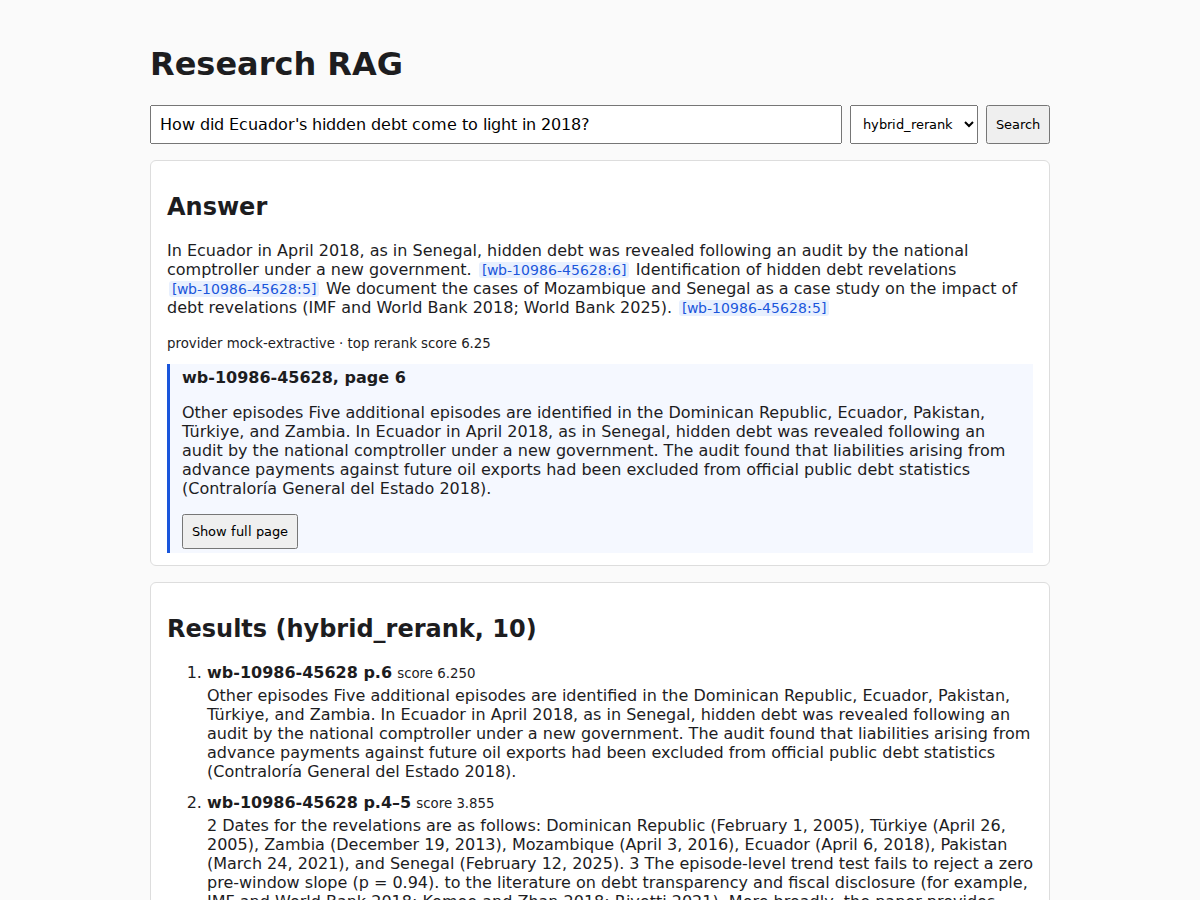 Research RAG
How did Ecuador's hidden debt come to light in 2018?
hybrid_rerank
Search
Answer
In Ecuador in April 2018, as in Senegal, hidden debt was revealed following an audit by the national
comptroller under a new government. [wb-10986-45628:6] Identification of hidden debt revelations
[wb-10986-45628:5] We document the cases of Mozambique and Senegal as a case study on the impact of
debt revelations (IMF and World Bank 2018; World Bank 2025). [wb-10986-45628:5]
provider mock-extractive · top rerank score 6.25
wb-10986-45628, page 6
Other episodes Five additional episodes are identified in the Dominican Republic, Ecuador, Pakistan,
Türkiye, and Zambia. In Ecuador in April 2018, as in Senegal, hidden debt was revealed following an
audit by the national comptroller under a new government. The audit found that liabilities arising from
advance payments against future oil exports had been excluded from official public debt statistics
(Contraloría General del Estado 2018).
Show full page
Results (hybrid_rerank, 10)
1. wb-10986-45628 p.6 score 6.250
Other episodes Five additional episodes are identified in the Dominican Republic, Ecuador, Pakistan,
Türkiye, and Zambia. In Ecuador in April 2018, as in Senegal, hidden debt was revealed following an
audit by the national comptroller under a new government. The audit found that liabilities arising from
advance payments against future oil exports had been excluded from official public debt statistics
(Contraloría General del Estado 2018).
2. wb-10986-45628 p.4–5 score 3.855
2 Dates for the revelations are as follows: Dominican Republic (February 1, 2005), Türkiye (April 26,
2005), Zambia (December 19, 2013), Mozambique (April 3, 2016), Ecuador (April 6, 2018), Pakistan
(March 24, 2021), and Senegal (February 12, 2025). 3 The episode-level trend test fails to reject a zero
pre-window slope (p = 0.94). to the literature on debt transparency and fiscal disclosure (for example,
IMF and World Bank 2018; Kemoe and Zhan 2018; Rivetti 2021). More broadly, the paper provides